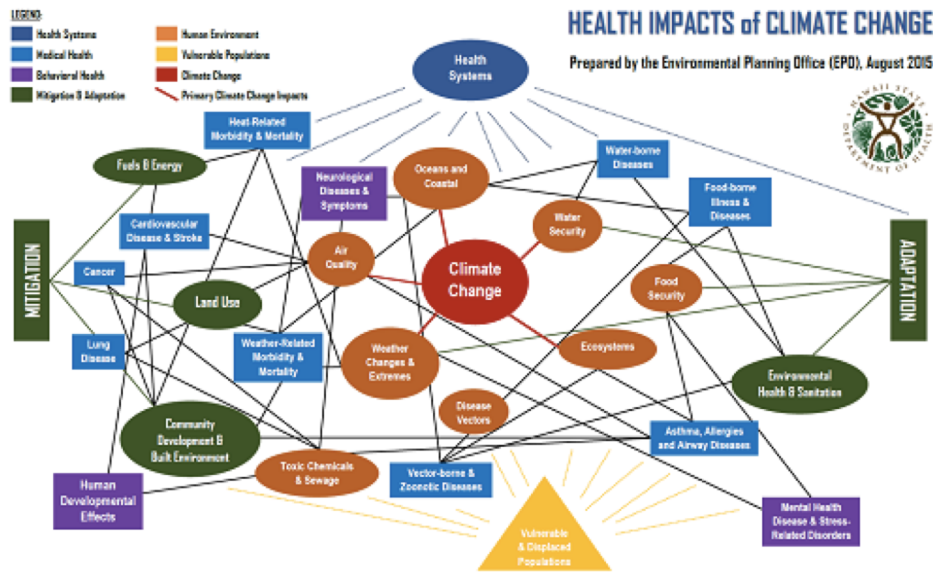 LEGEND:
Health Systems
Medical Health
Behavioral Health
Mitigation & Adaptation
Human Environment
Vulnerable Populations
Climate Change
Primary Climate Change Impacts
HEALTH IMPACTS of CLIMATE CHANGE
Prepared by the Environmental Planning Office (EPO), August 2015
HAWAII STATE
DEPARTMENT OF HEALTH
Health
Systems
Heat-Related
Morbidity & Mortality
Fuels & Energy
Neurological
Diseases &
Symptoms
Oceans and
Coastal
Water-borne
Diseases
Food-borne
Illness &
Diseases
Cardiovascular
Disease & Stroke
Water
Security
Air
Quality
MITIGATION
Cancer
Climate
Change
Food
Security
ADAPTATION
Land Use
Lung
Disease
Weather-Related
Morbidity &
Mortality
Weather
Changes &
Extremes
Ecosystems
Environmental
Health & Sanitation
Disease
Vectors
Community
Development &
Built Environment
Asthma, Allergies
and Airway Diseases
Toxic Chemicals
& Sewage
Vector-borne &
Zoonotic Diseases
Human
Developmental
Effects
Vulnerable
& Displaced
Populations
Mental Health
Disease & Stress-
Related Disorders